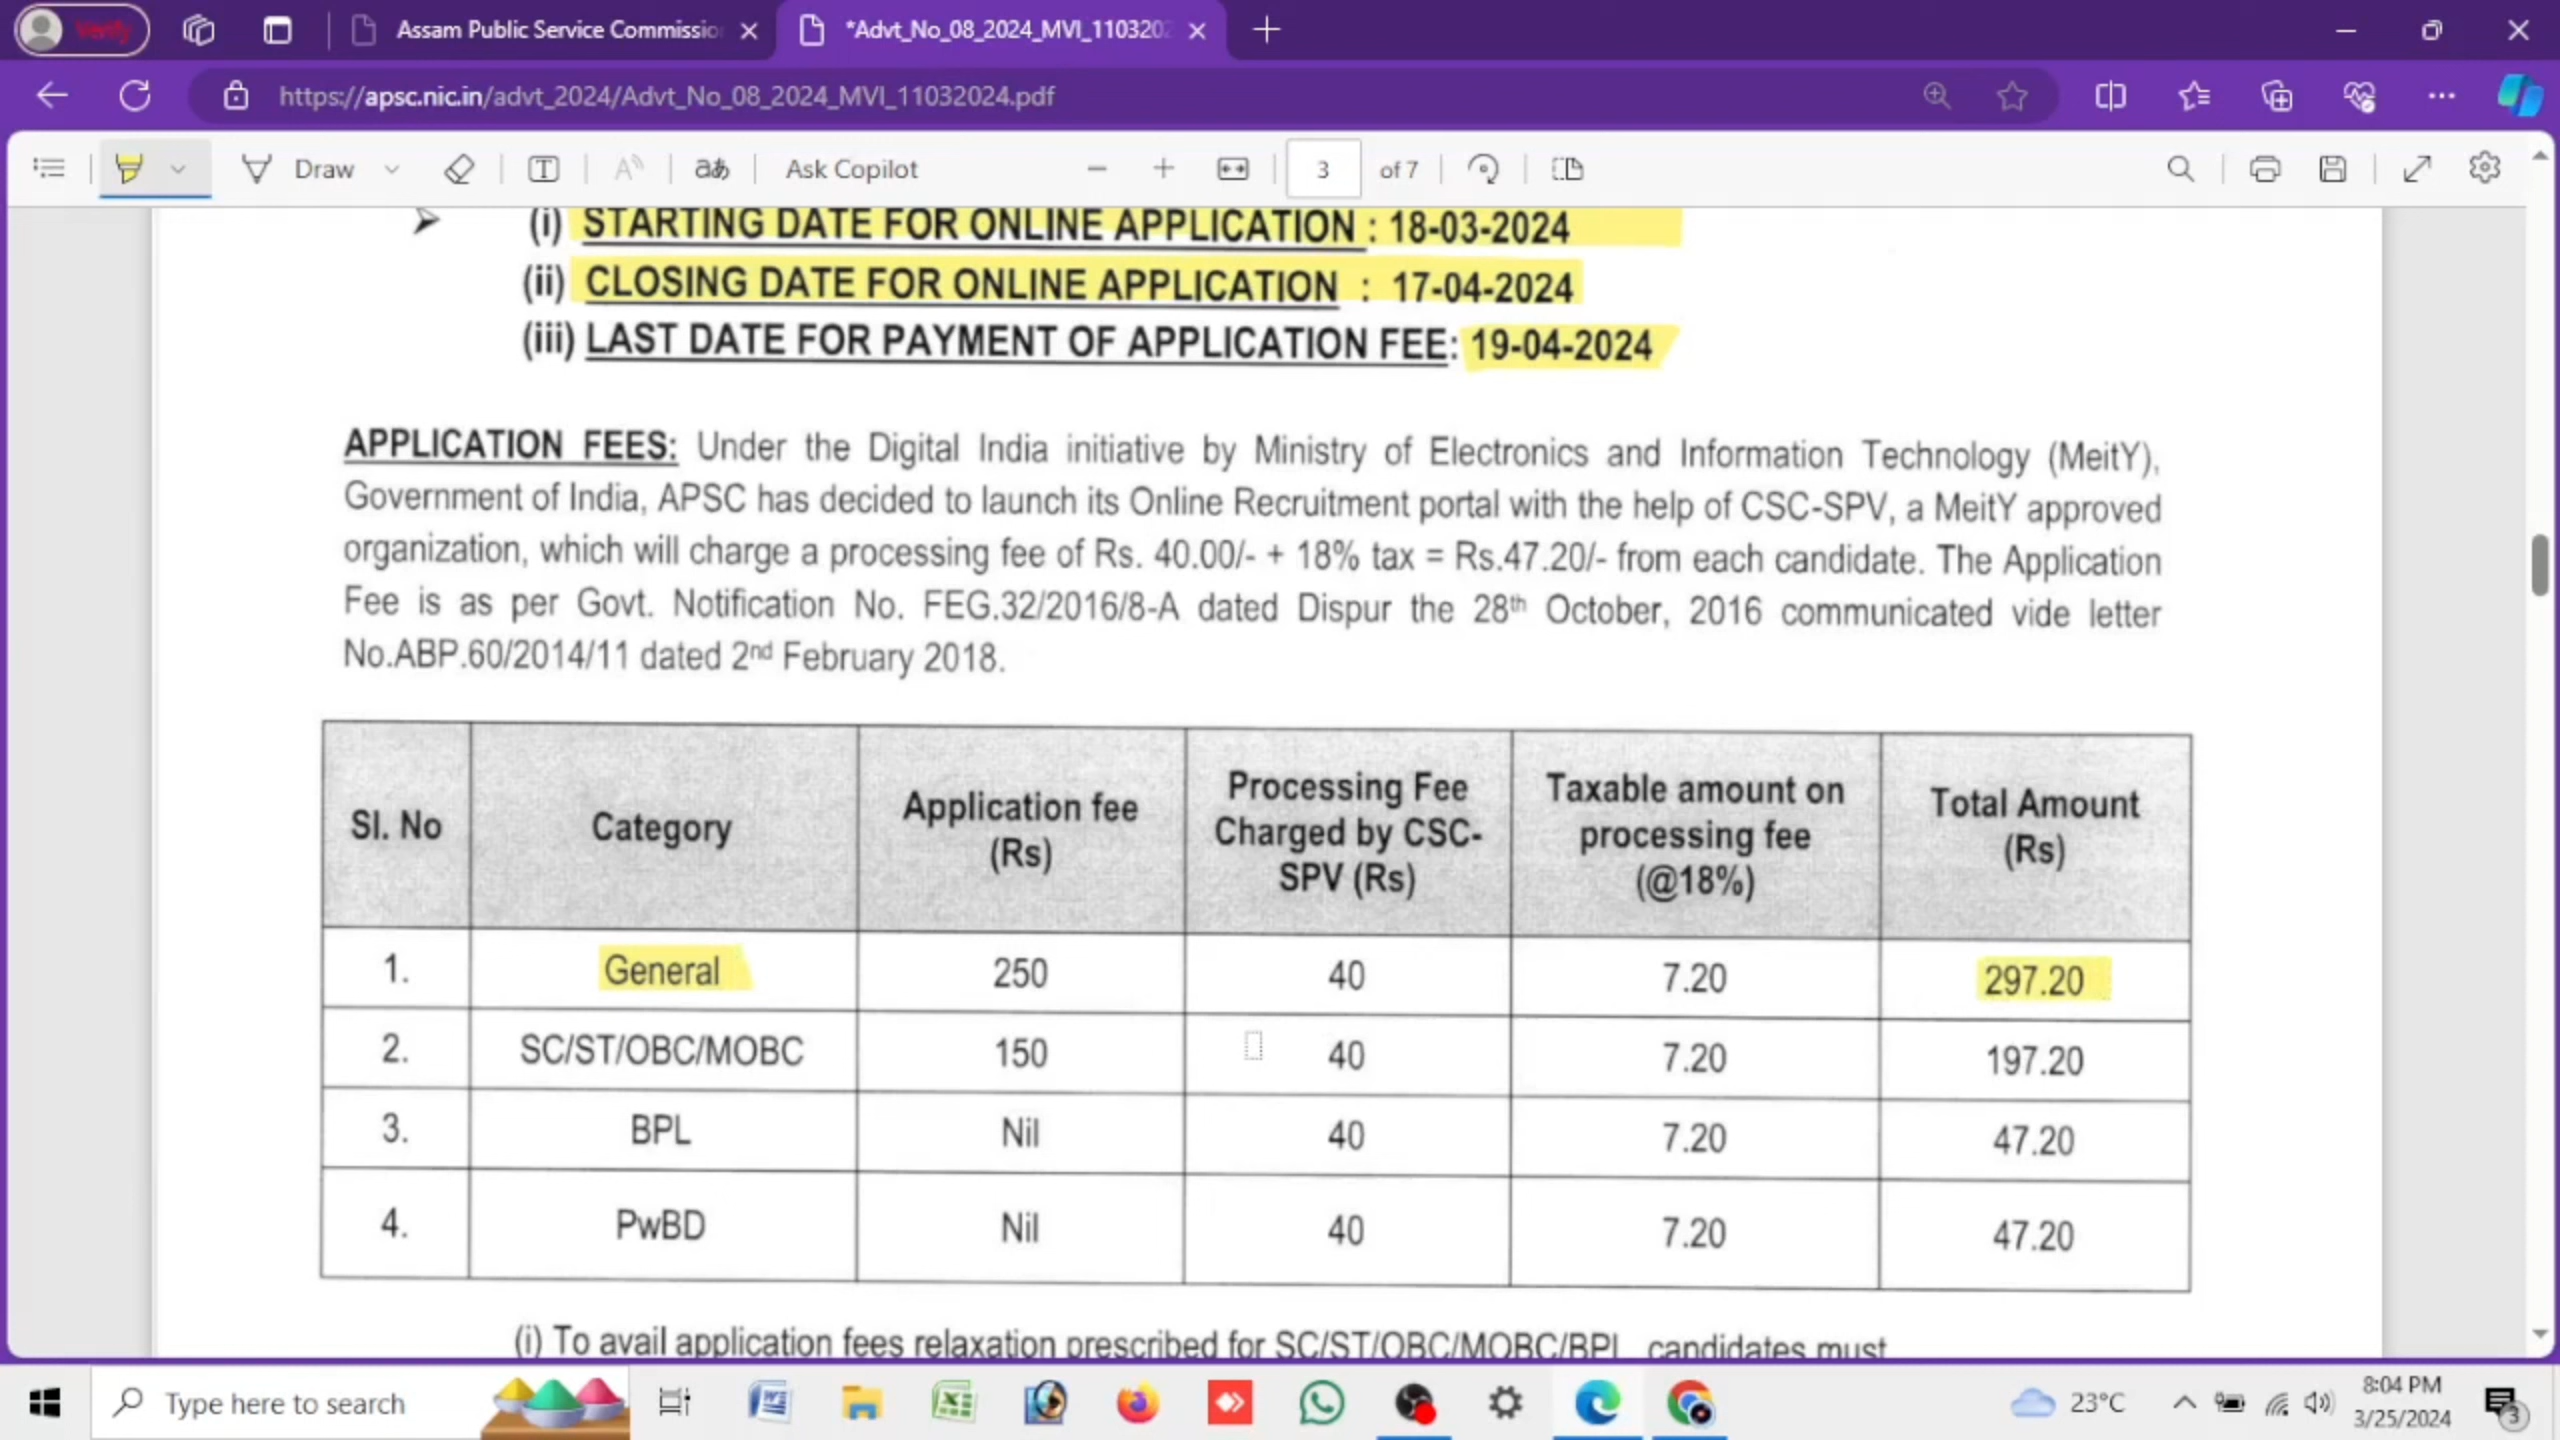 Verify
Assam Public Service Commissio
*Advt_No_08_2024_MVI_1103202
https://apsc.nic.in/advt_2024/Advt_No_08_2024_MVI_11032024.pdf
Draw
T
aあ
Ask Copilot
3 of 7
(i) STARTING DATE FOR ONLINE APPLICATION : 18-03-2024
(ii) CLOSING DATE FOR ONLINE APPLICATION : 17-04-2024
(iii) LAST DATE FOR PAYMENT OF APPLICATION FEE: 19-04-2024
APPLICATION FEES: Under the Digital India initiative by Ministry of Electronics and Information Technology (MeitY),
Government of India, APSC has decided to launch its Online Recruitment portal with the help of CSC-SPV, a MeitY approved
organization, which will charge a processing fee of Rs. 40.00/- + 18% tax = Rs.47.20/- from each candidate. The Application
Fee is as per Govt. Notification No. FEG.32/2016/8-A dated Dispur the 28th October, 2016 communicated vide letter
No.ABP.60/2014/11 dated 2nd February 2018.
Sl. No
Category
Application fee
(Rs)
Processing Fee
Charged by CSC-
SPV (Rs)
Taxable amount on
processing fee
(@18%)
Total Amount
(Rs)
1. General 250 40 7.20 297.20
2. SC/ST/OBC/MOBC 150 40 7.20 197.20
3. BPL Nil 40 7.20 47.20
4. PwBD Nil 40 7.20 47.20
(i) To avail application fees relaxation prescribed for SC/ST/OBC/MOBC/BPL candidates must
Type here to search
23°C
8:04 PM
3/25/2024
3